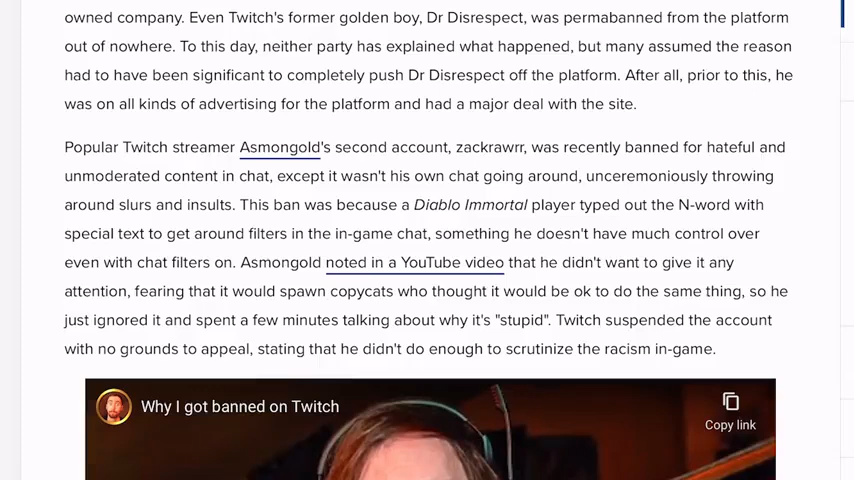 owned company. Even Twitch's former golden boy, Dr Disrespect, was permabanned from the platform
out of nowhere. To this day, neither party has explained what happened, but many assumed the reason
had to have been significant to completely push Dr Disrespect off the platform. After all, prior to this, he
was on all kinds of advertising for the platform and had a major deal with the site.
Popular Twitch streamer Asmongold's second account, zackrawrr, was recently banned for hateful and
unmoderated content in chat, except it wasn't his own chat going around, unceremoniously throwing
around slurs and insults. This ban was because a Diablo Immortal player typed out the N-word with
special text to get around filters in the in-game chat, something he doesn't have much control over
even with chat filters on. Asmongold noted in a YouTube video that he didn't want to give it any
attention, fearing that it would spawn copycats who thought it would be ok to do the same thing, so he
just ignored it and spent a few minutes talking about why it's "stupid". Twitch suspended the account
with no grounds to appeal, stating that he didn't do enough to scrutinize the racism in-game.
Why I got banned on Twitch
Copy link